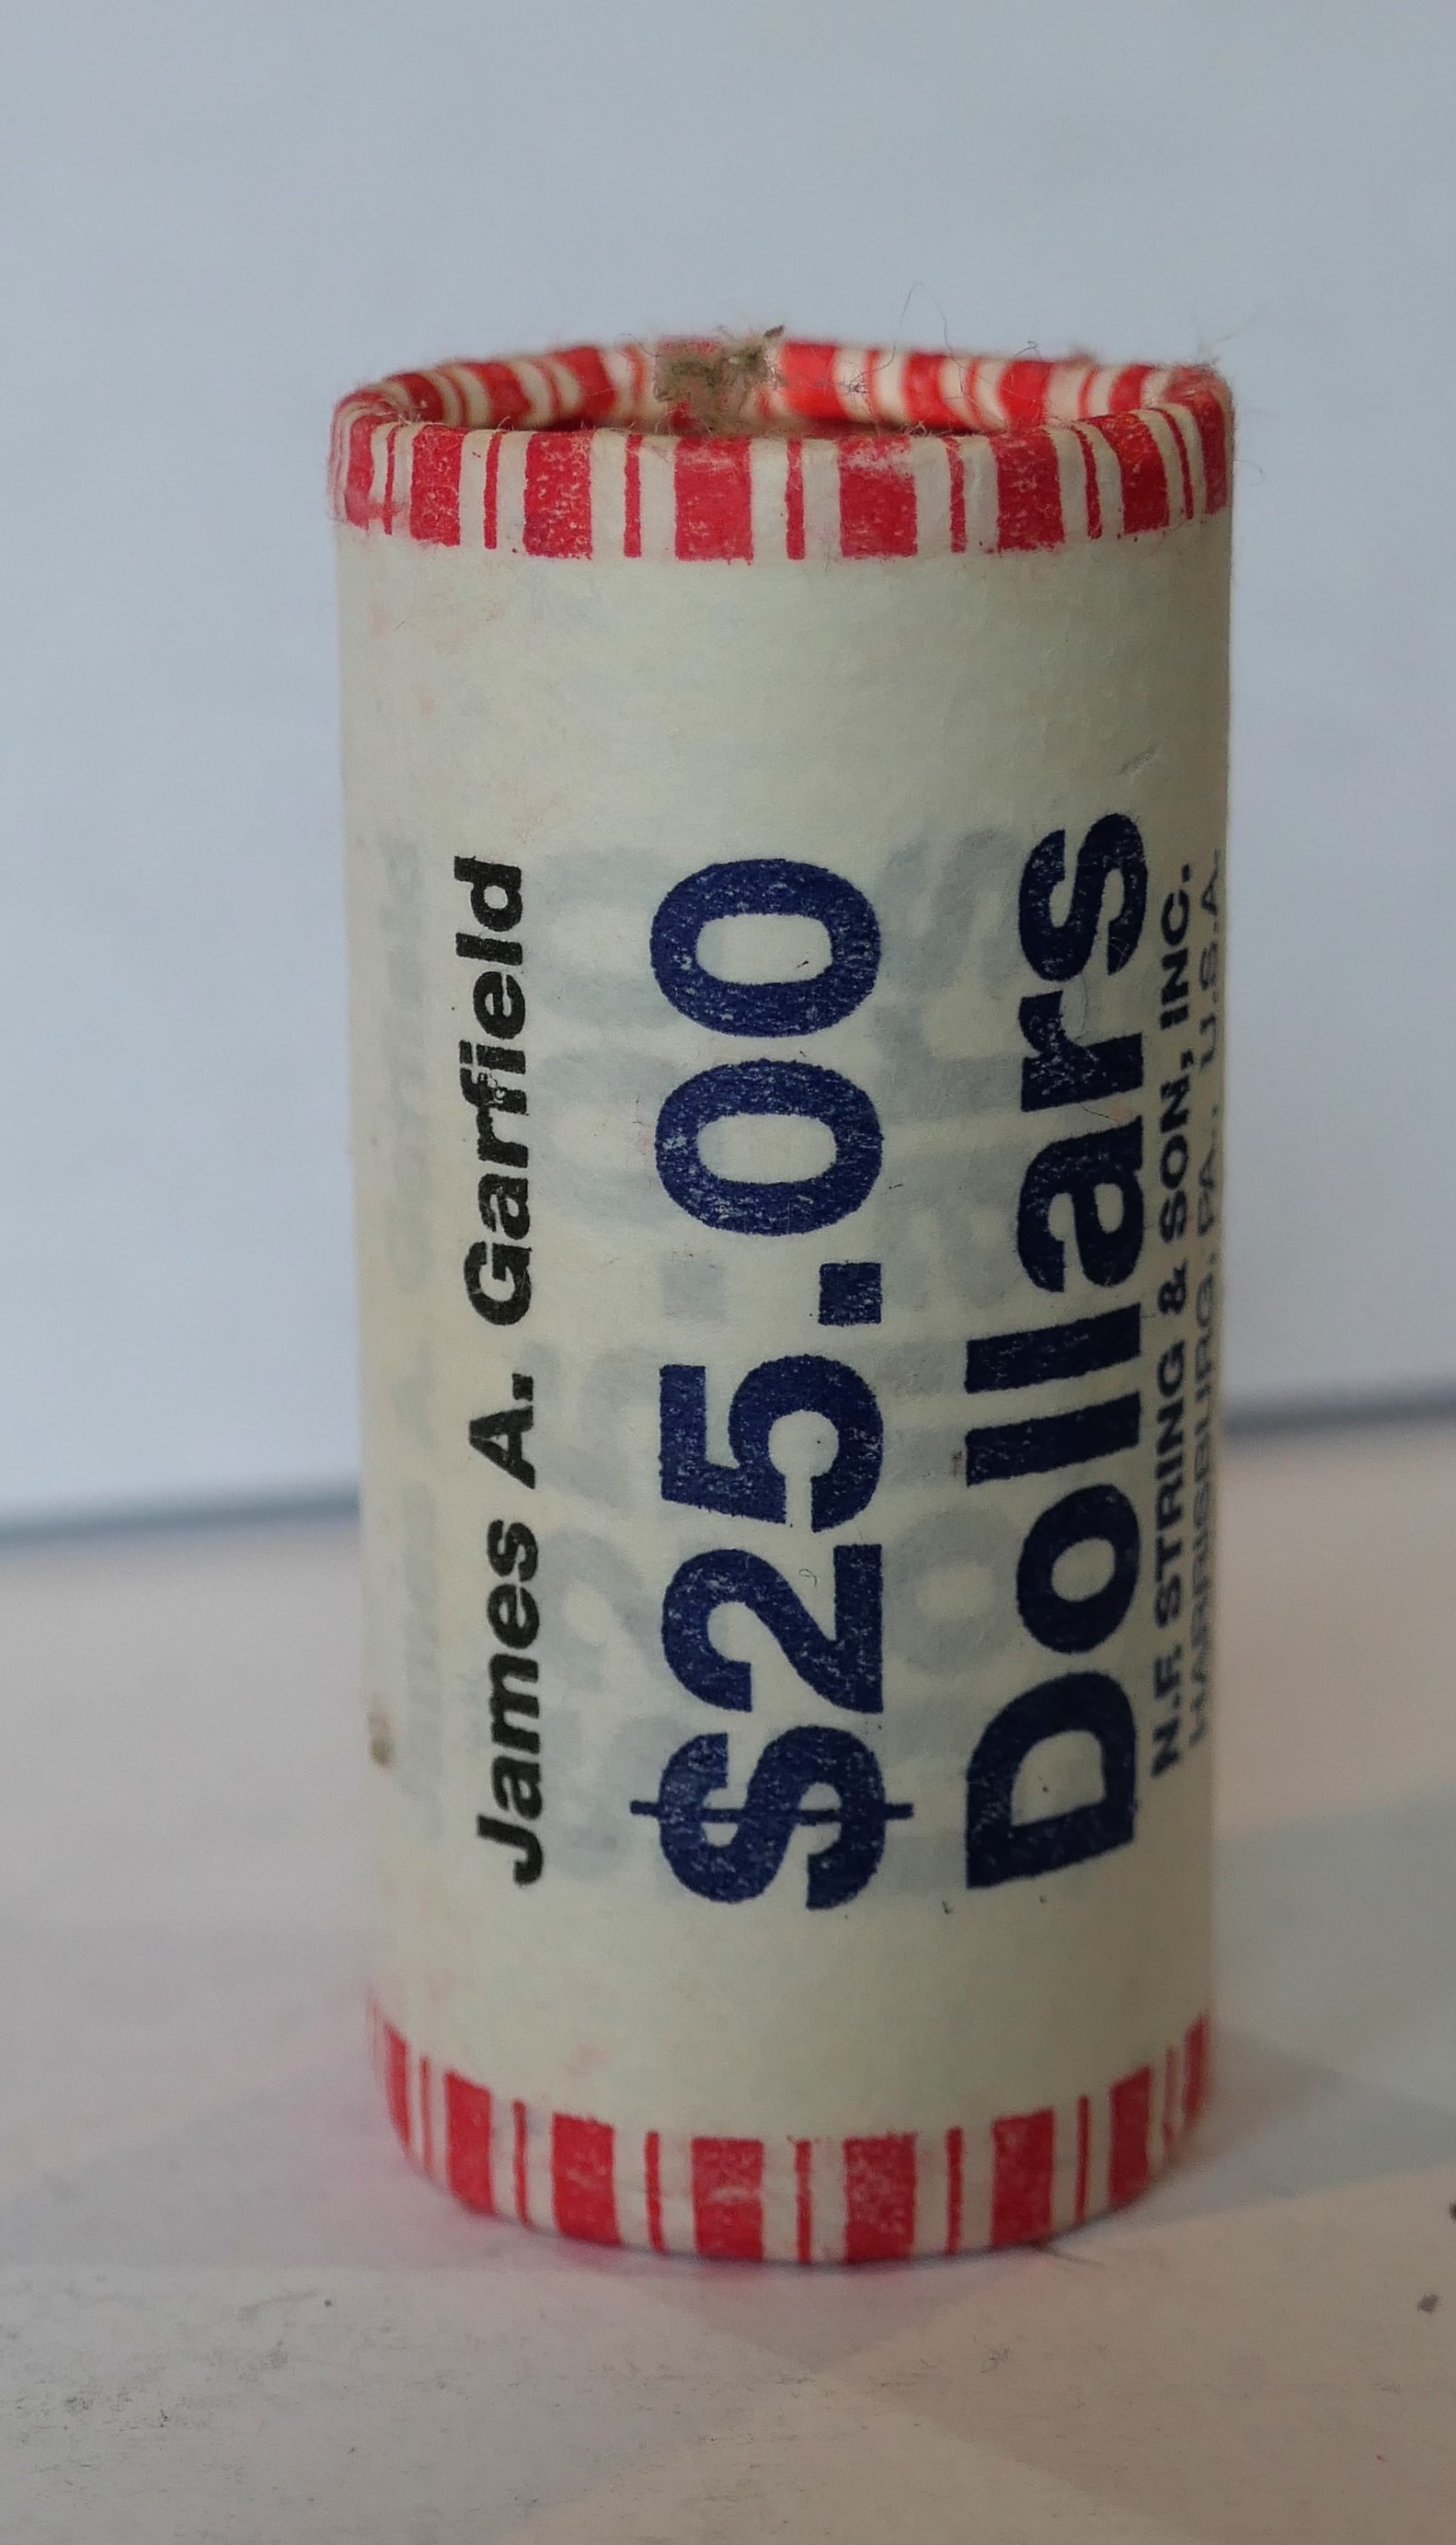 James A. Garfield
$25.00
Dollars
N.F. STRING & SON, INC.
HARRISBURG, PA. U.S.A.